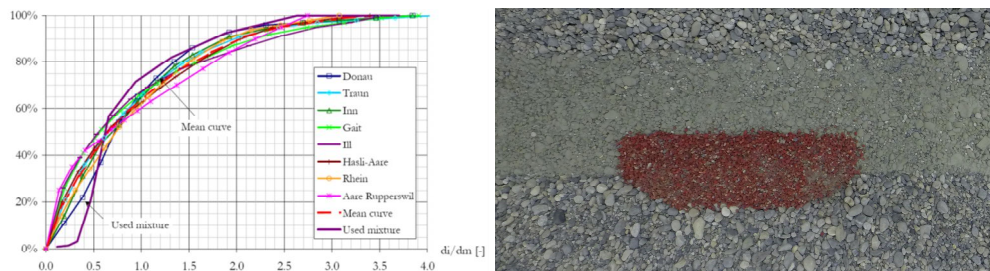 100%
80%
60%
40%
20%
0%
0.0 0.5 1.0 1.5 2.0 2.5 3.0 3.5 4.0
di/dm [-]
Mean curve
Used mixture
Donau
Traun
Inn
Gait
Ill
Hasli-Aare
Rhein
Aare Rupperswil
Mean curve
Used mixture